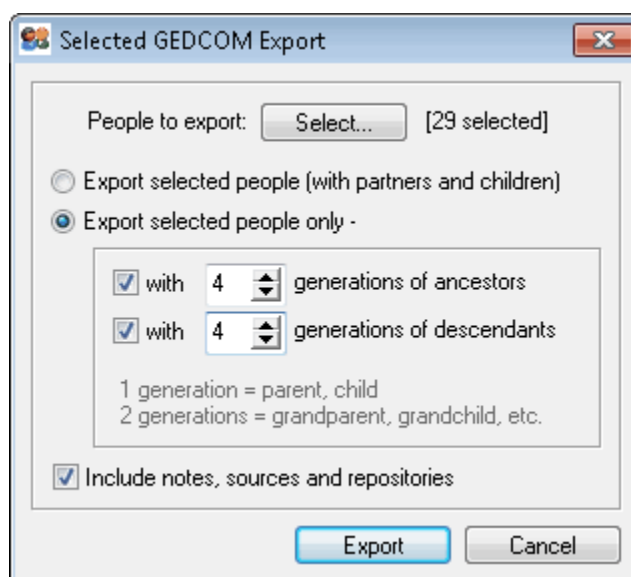 Selected GEDCOM Export
People to export: Select... [29 selected]
Export selected people (with partners and children)
Export selected people only -
with 4 generations of ancestors
with 4 generations of descendants
1 generation = parent, child
2 generations = grandparent, grandchild, etc.
Include notes, sources and repositories
Export Cancel